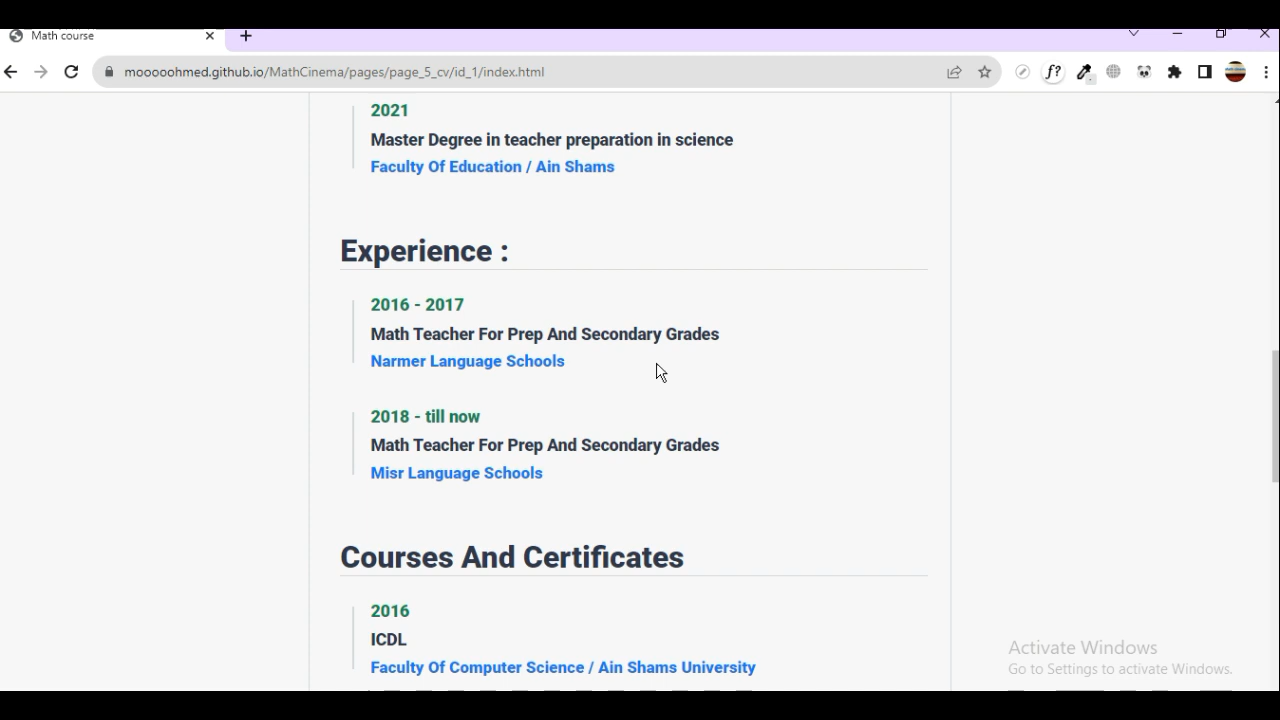 Math course
mooooohmed.github.io/MathCinema/pages/page_5_cv/id_1/index.html
f?
2021
Master Degree in teacher preparation in science
Faculty Of Education / Ain Shams
Experience :
2016 - 2017
Math Teacher For Prep And Secondary Grades
Narmer Language Schools
2018 - till now
Math Teacher For Prep And Secondary Grades
Misr Language Schools
Courses And Certificates
2016
ICDL
Faculty Of Computer Science / Ain Shams University
Activate Windows
Go to Settings to activate Windows.